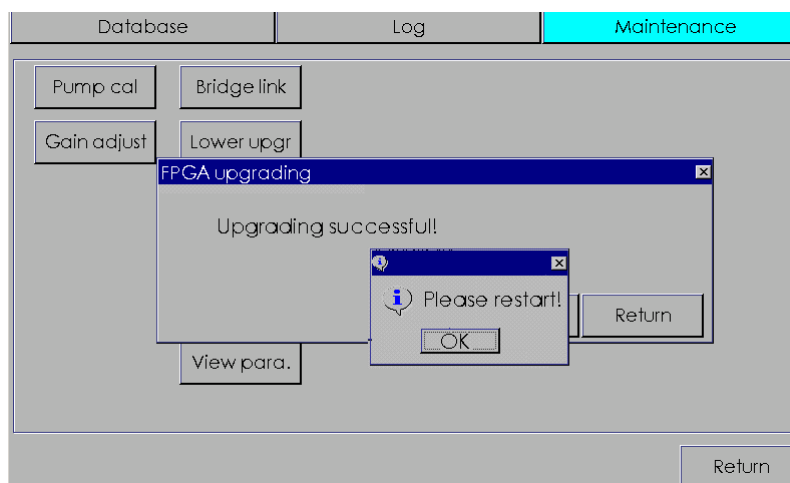 Database
Log
Maintenance
Pump cal
Bridge link
Gain adjust
Lower upgr
FPGA upgrading
Upgrading successful!
Please restart!
OK
Return
View para.
Return